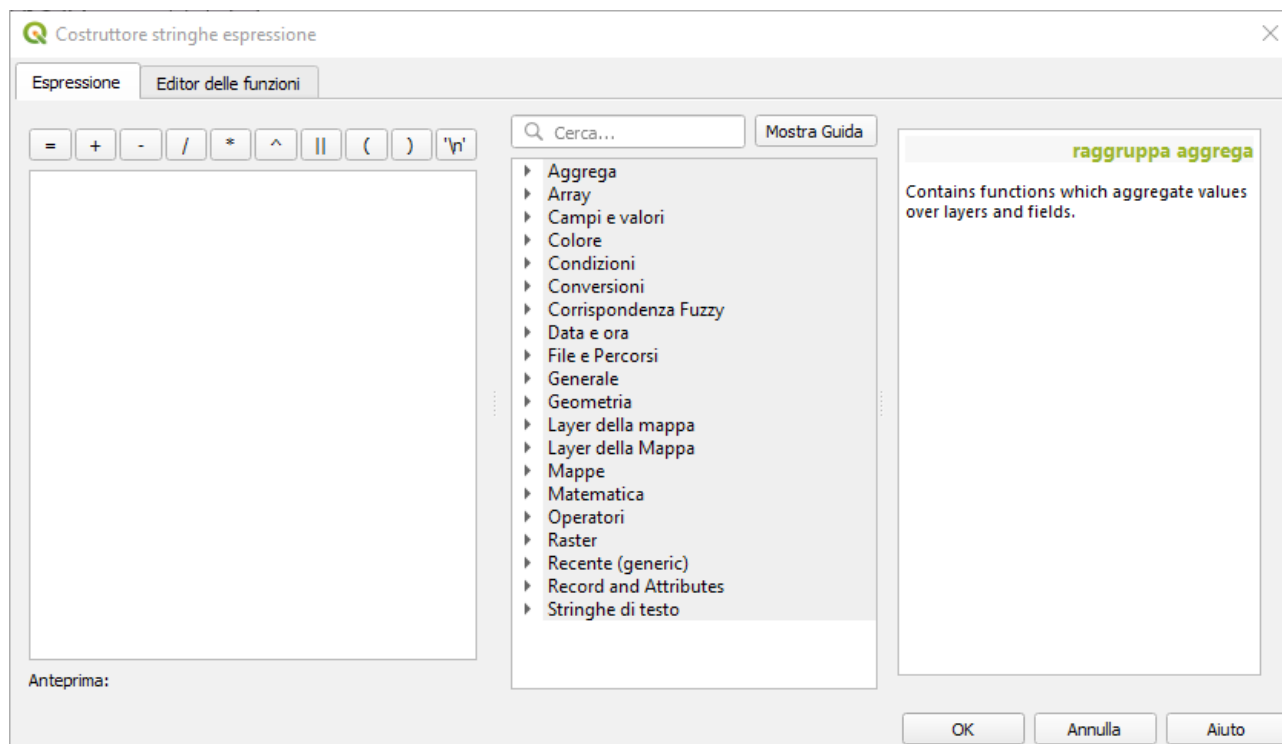 Costruttore stringhe espressione
Espressione
Editor delle funzioni
= + - / * ^ || ( ) '\n'
Anteprima:
Cerca...
Mostra Guida
Aggrega
Array
Campi e valori
Colore
Condizioni
Conversioni
Corrispondenza Fuzzy
Data e ora
File e Percorsi
Generale
Geometria
Layer della mappa
Layer della Mappa
Mappe
Matematica
Operatori
Raster
Recente (generic)
Record and Attributes
Stringhe di testo
raggruppa aggrega
Contains functions which aggregate values
over layers and fields.
OK
Annulla
Aiuto